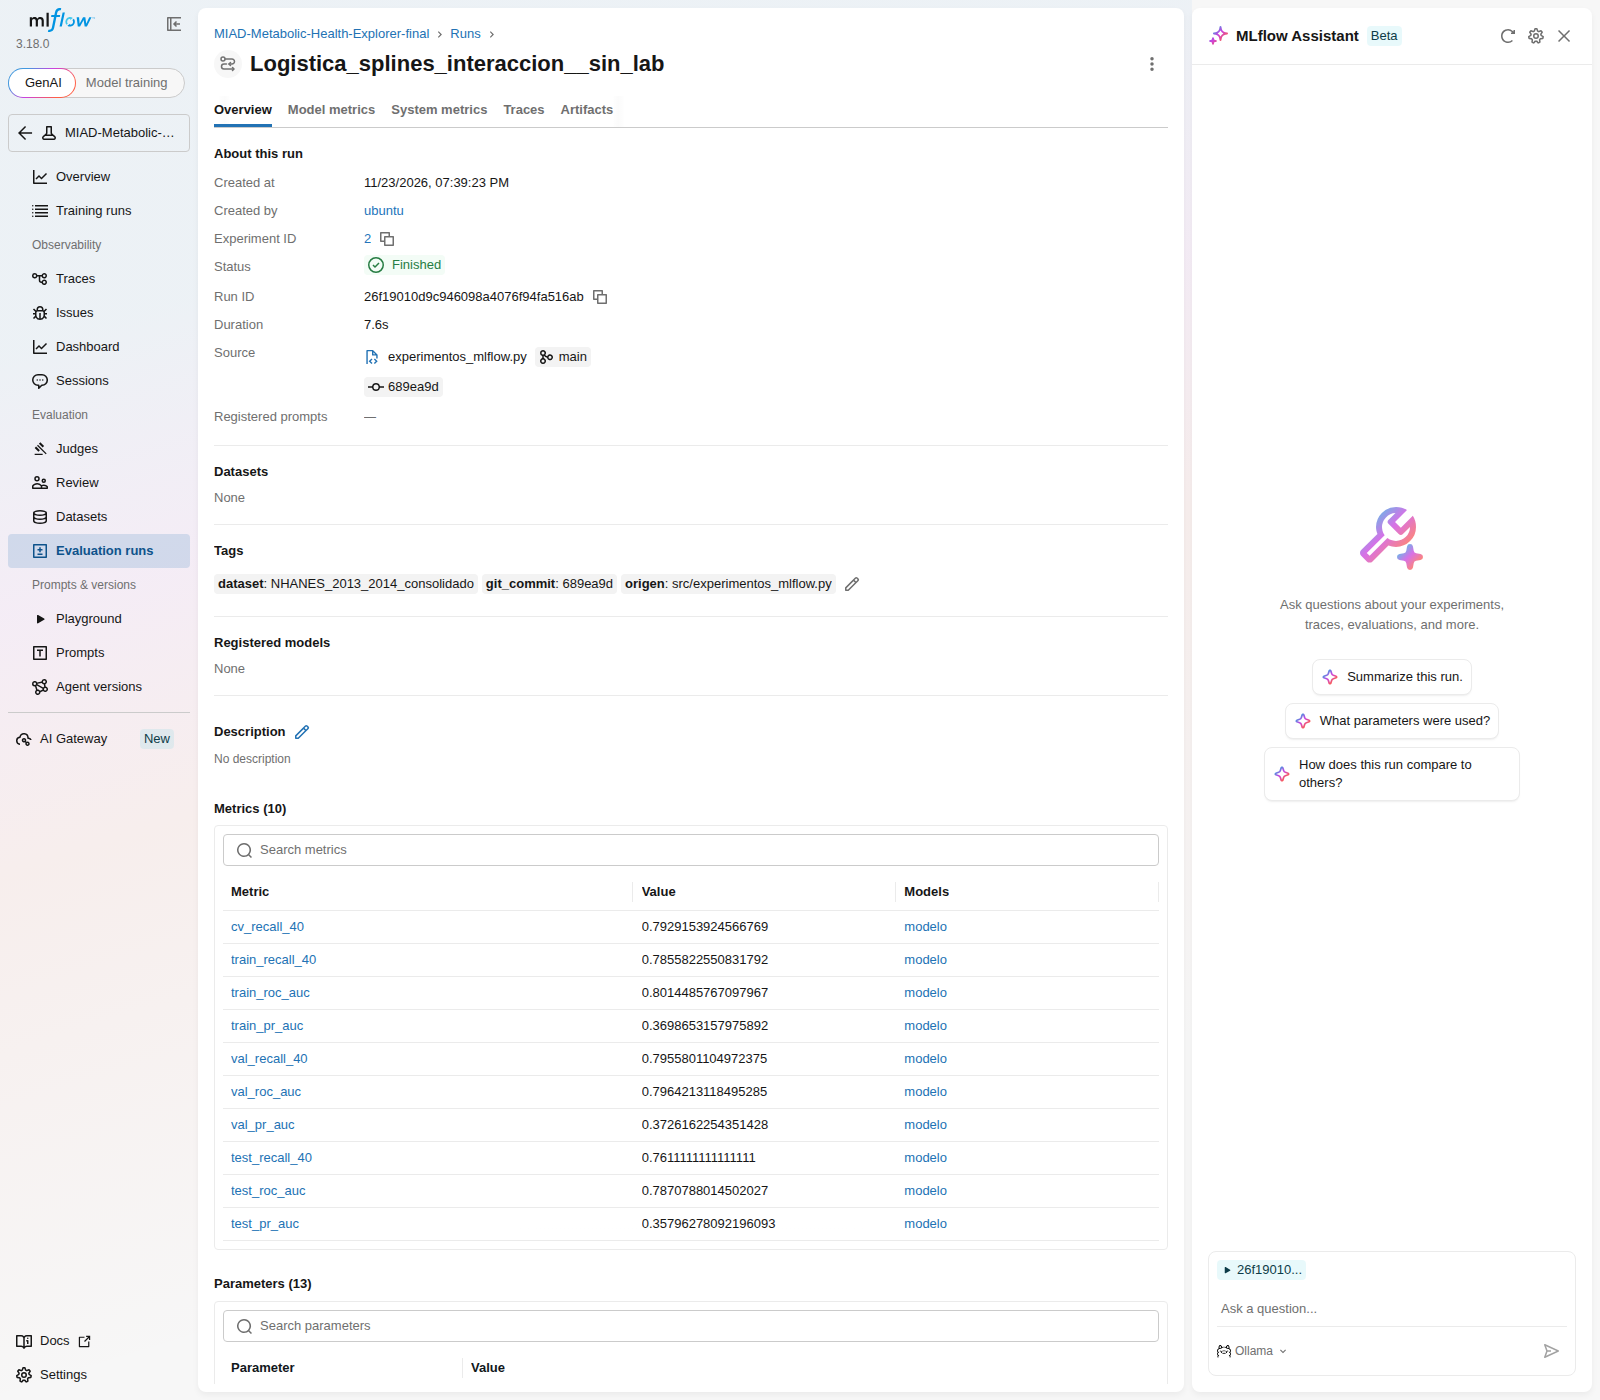 mlflow
3.18.0
GenAI
Model training
MIAD-Metabolic-...
Overview
Training runs
Observability
Traces
Issues
Dashboard
Sessions
Evaluation
Judges
Review
Datasets
Evaluation runs
Prompts & versions
Playground
Prompts
Agent versions
AI Gateway New
Docs
Settings
MIAD-Metabolic-Health-Explorer-final > Runs >
Logistica_splines_interaccion__sin_lab
Overview Model metrics System metrics Traces Artifacts
About this run
Created at 11/23/2026, 07:39:23 PM
Created by ubuntu
Experiment ID 2
Status Finished
Run ID 26f19010d9c946098a4076f94fa516ab
Duration 7.6s
Source experimentos_mlflow.py main
689ea9d
Registered prompts —
Datasets
None
Tags
dataset: NHANES_2013_2014_consolidado git_commit: 689ea9d origen: src/experimentos_mlflow.py
Registered models
None
Description
No description
Metrics (10)
Search metrics
Metric Value Models
cv_recall_40 0.7929153924566769 modelo
train_recall_40 0.7855822550831792 modelo
train_roc_auc 0.8014485767097967 modelo
train_pr_auc 0.3698653157975892 modelo
val_recall_40 0.7955801104972375 modelo
val_roc_auc 0.7964213118495285 modelo
val_pr_auc 0.3726162254351428 modelo
test_recall_40 0.7611111111111111 modelo
test_roc_auc 0.7870788014502027 modelo
test_pr_auc 0.35796278092196093 modelo
Parameters (13)
Search parameters
Parameter Value
MLflow Assistant Beta
Ask questions about your experiments,
traces, evaluations, and more.
Summarize this run.
What parameters were used?
How does this run compare to
others?
26f19010...
Ask a question...
Ollama